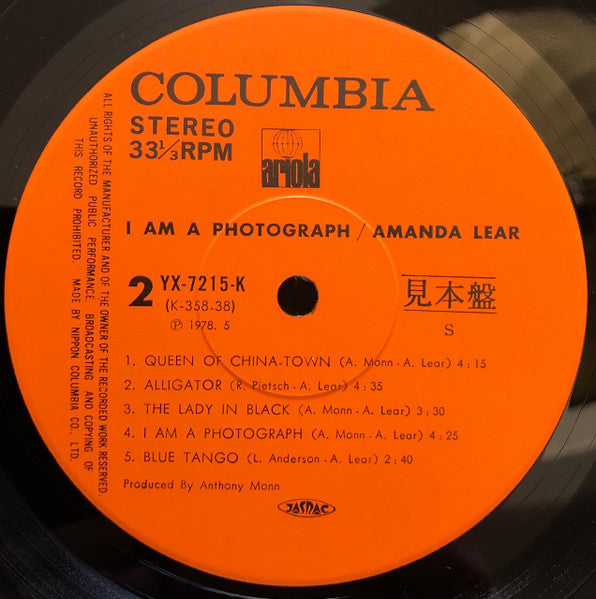 COLUMBIA
STEREO
33 1/3 RPM
ariola
I AM A PHOTOGRAPH / AMANDA LEAR
2 YX-7215-K
(K-358-38)
Ⓟ 1978. 5
見本盤
S
1. QUEEN OF CHINA-TOWN (A. Monn - A. Lear) 4:15
2. ALLIGATOR (R. Pietsch - A. Lear) 4:35
3. THE LADY IN BLACK (A. Monn - A. Lear) 3:30
4. I AM A PHOTOGRAPH (A. Monn - A. Lear) 4:25
5. BLUE TANGO (L. Anderson - A. Lear) 2:40
Produced By Anthony Monn
JASRAC
ALL RIGHTS OF THE MANUFACTURER AND OF THE OWNER OF THE RECORDED WORK RESERVED.
UNAUTHORIZED PUBLIC PERFORMANCE, BROADCASTING AND COPYING OF
THIS RECORD PROHIBITED. MADE BY NIPPON COLUMBIA CO., LTD.